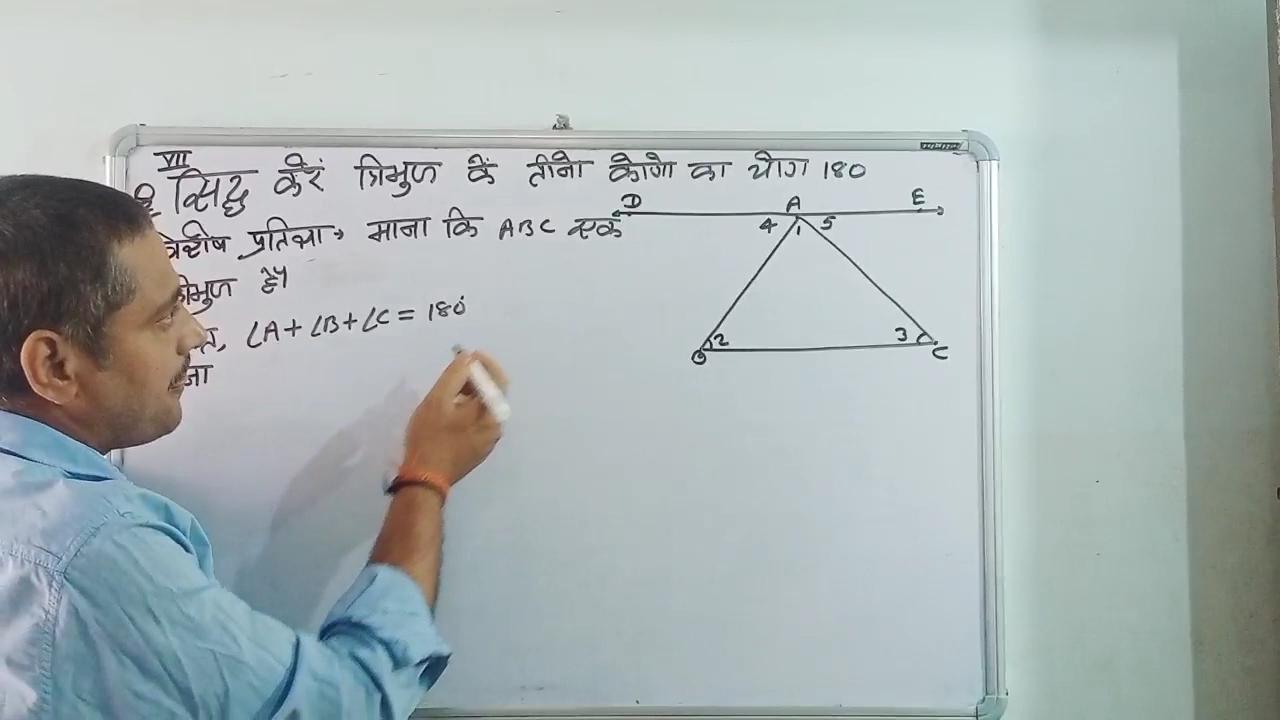 VII
सिद्ध करें त्रिभुज के तीनो कोणो का योग 180
विशेष प्रतिज्ञा→ माना कि ABC एक
त्रिभुज है।
∠A+∠B+∠C = 180°
D A E
4 1 5
2 3
B C